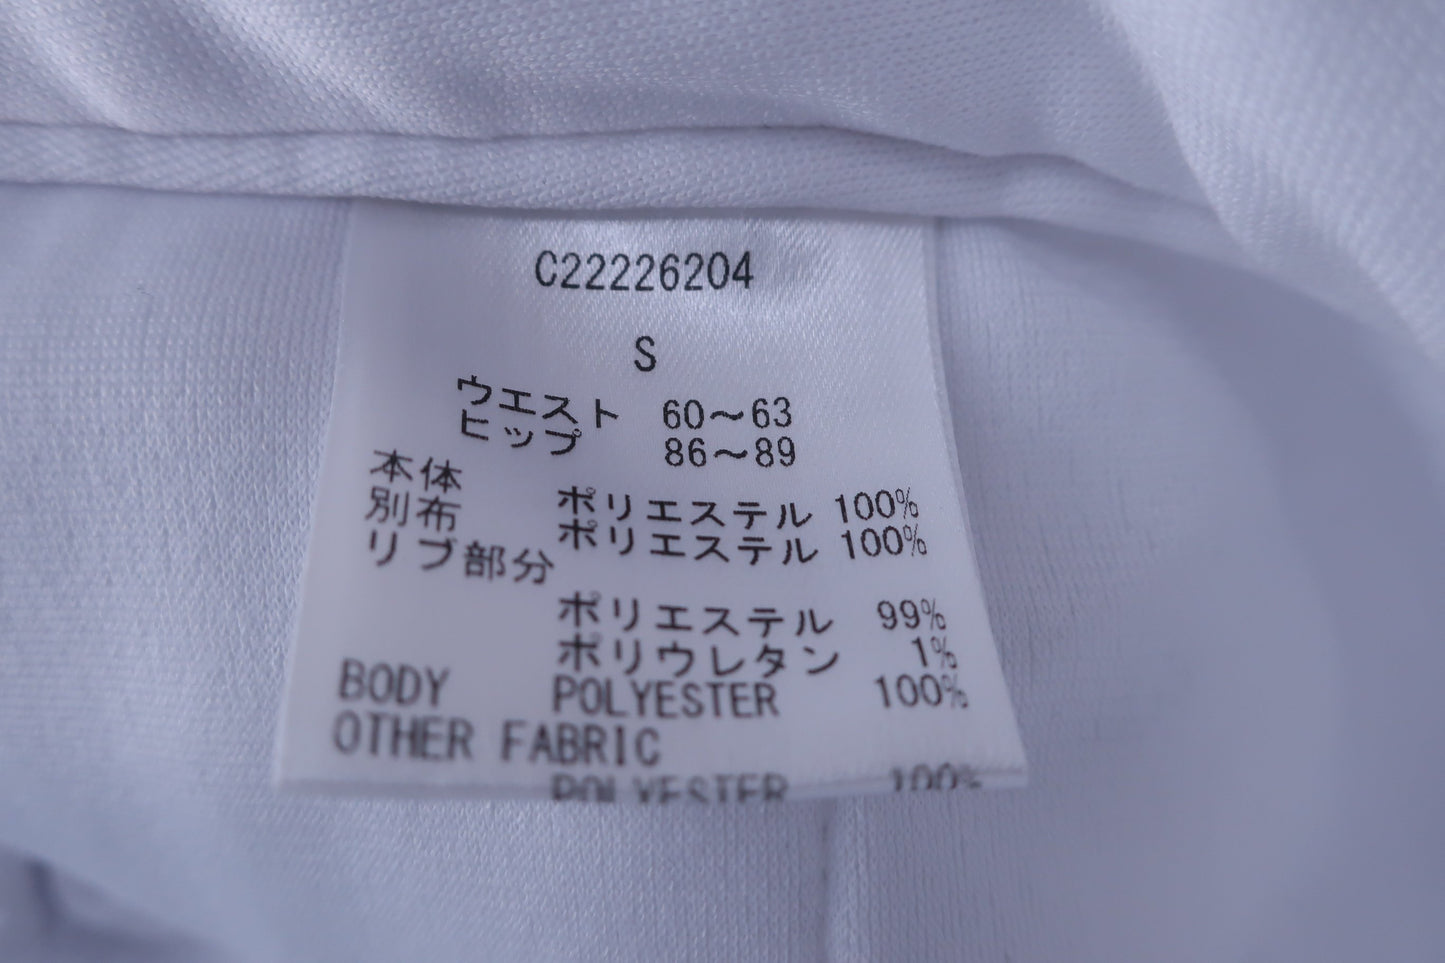 C22226204
S
ウエスト 60～63
ヒップ 86～89
本体
別布 ポリエステル 100%
リブ部分 ポリエステル 100%
ポリエステル 99%
ポリウレタン 1%
BODY POLYESTER 100%
OTHER FABRIC
POLYESTER 100%